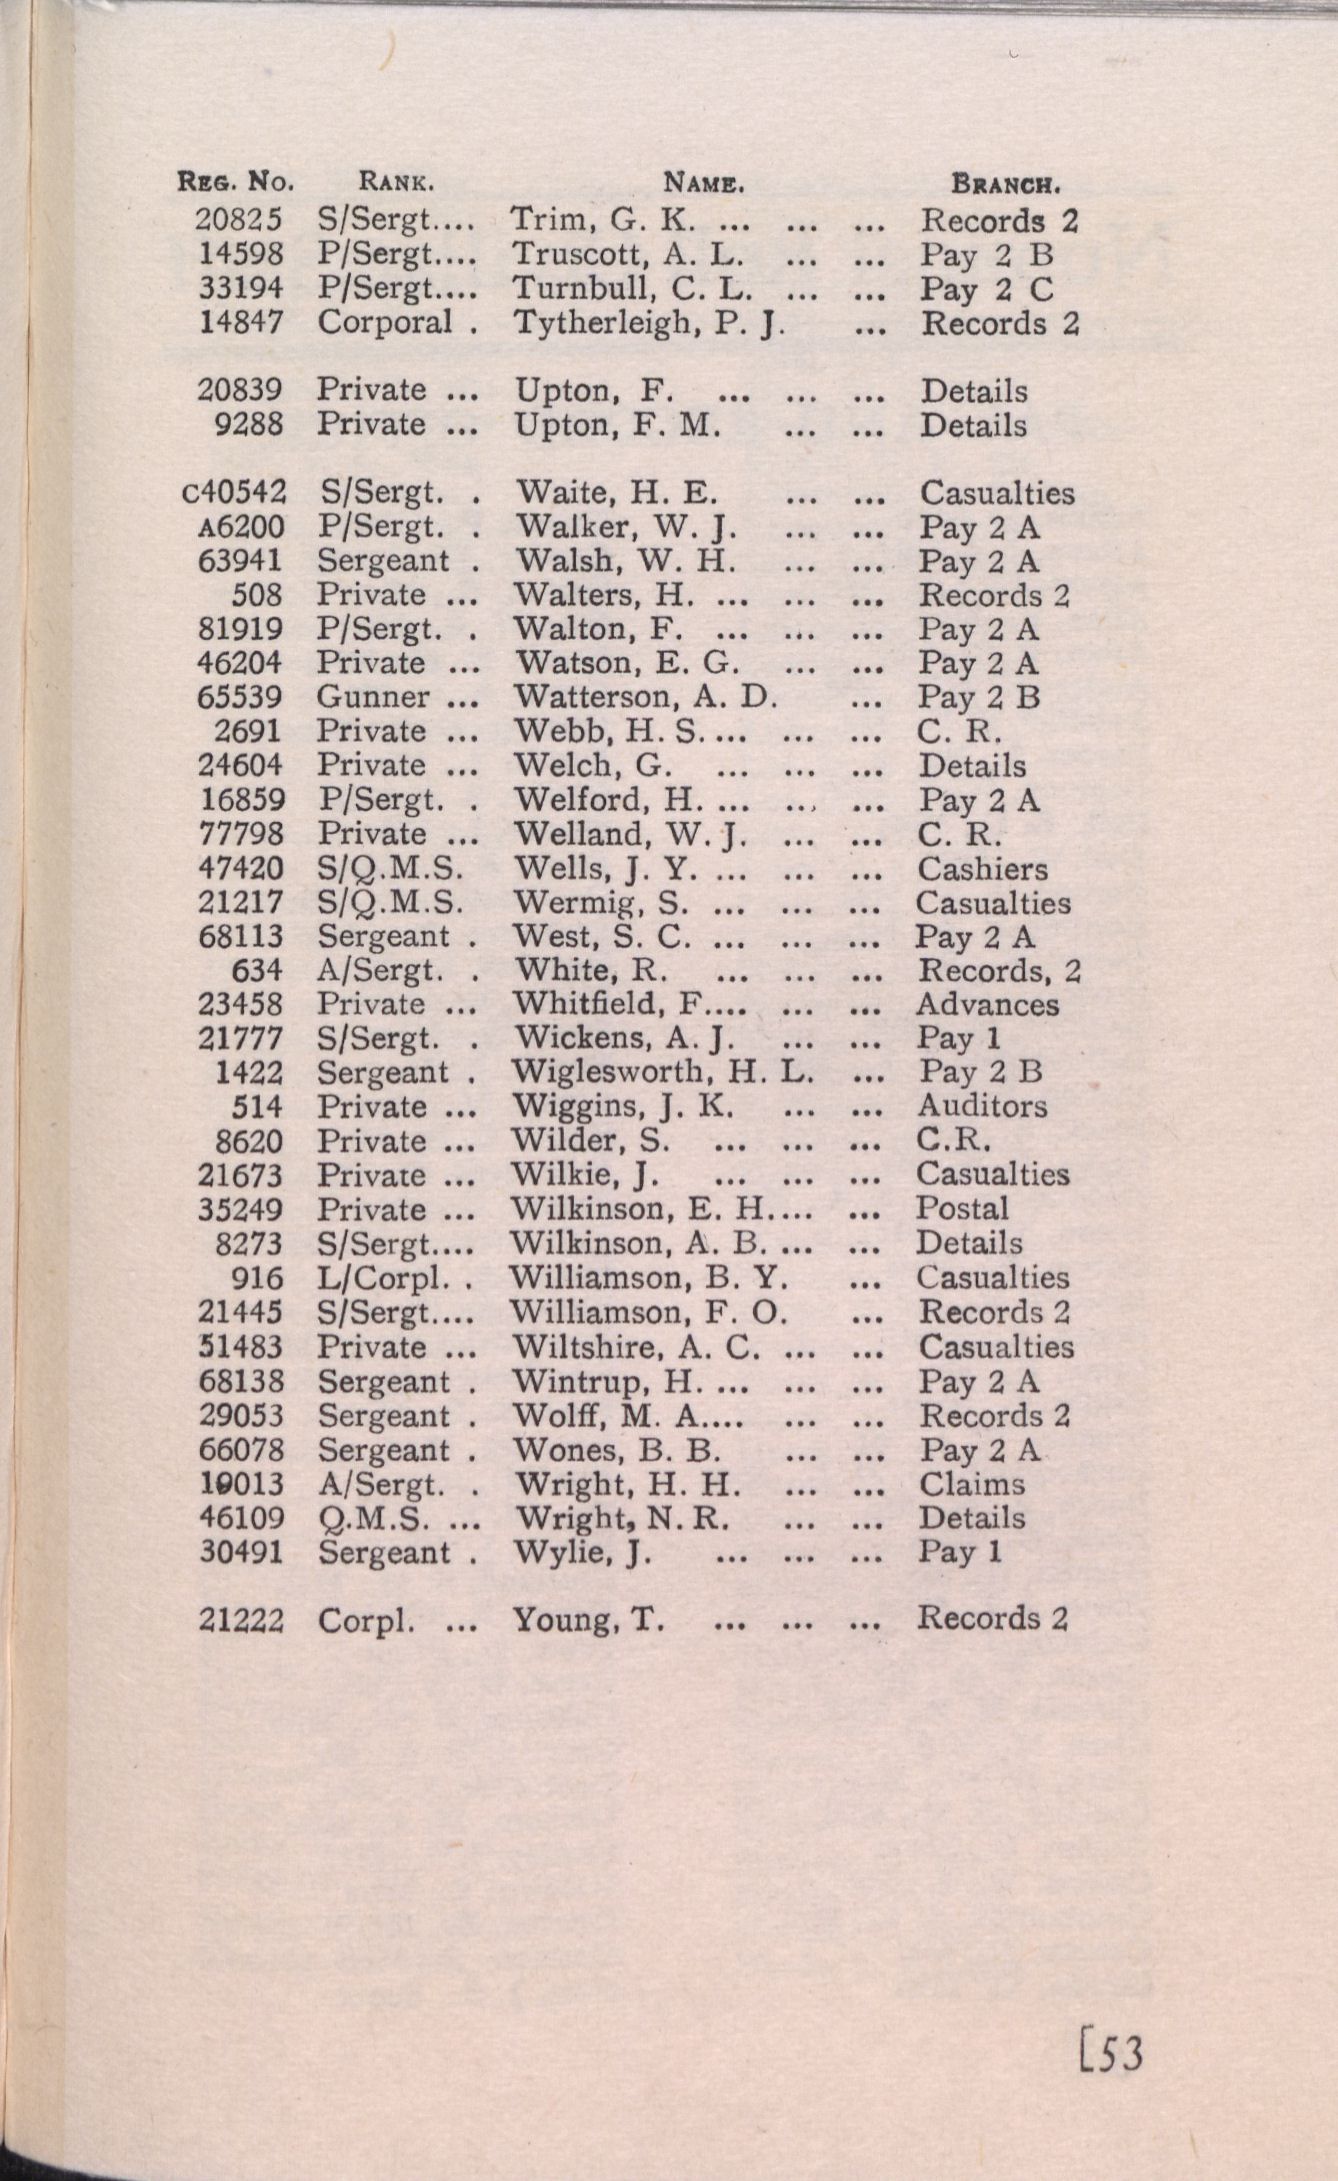 REG. NO. RANK. NAME. BRANCH.
20825 S/Sergt.... Trim, G. K. ... ... ... Records 2
14598 P/Sergt.... Truscott, A. L. ... ... Pay 2 B
33194 P/Sergt.... Turnbull, C. L. ... ... Pay 2 C
14847 Corporal . Tytherleigh, P. J. ... Records 2
20839 Private ... Upton, F. ... ... ... Details
9288 Private ... Upton, F. M. ... ... Details
C40542 S/Sergt. . Waite, H. E. ... ... Casualties
A6200 P/Sergt. . Walker, W. J. ... ... Pay 2 A
63941 Sergeant . Walsh, W. H. ... ... Pay 2 A
508 Private ... Walters, H. ... ... ... Records 2
81919 P/Sergt. . Walton, F. ... ... ... Pay 2 A
46204 Private ... Watson, E. G. ... ... Pay 2 A
65539 Gunner ... Watterson, A. D. ... Pay 2 B
2691 Private ... Webb, H. S. ... ... ... C. R.
24604 Private ... Welch, G. ... ... ... Details
16859 P/Sergt. . Welford, H. ... ... ... Pay 2 A
77798 Private ... Welland, W. J. ... ... C. R.
47420 S/Q.M.S. Wells, J. Y. ... ... ... Cashiers
21217 S/Q.M.S. Wermig, S. ... ... ... Casualties
68113 Sergeant . West, S. C. ... ... ... Pay 2 A
634 A/Sergt. . White, R. ... ... ... Records, 2
23458 Private ... Whitfield, F.... ... ... Advances
21777 S/Sergt. . Wickens, A. J. ... ... Pay 1
1422 Sergeant . Wiglesworth, H. L. ... Pay 2 B
514 Private ... Wiggins, J. K. ... ... Auditors
8620 Private ... Wilder, S. ... ... ... C.R.
21673 Private ... Wilkie, J. ... ... ... Casualties
35249 Private ... Wilkinson, E. H.... ... Postal
8273 S/Sergt.... Wilkinson, A. B. ... ... Details
916 L/Corpl. . Williamson, B. Y. ... Casualties
21445 S/Sergt.... Williamson, F. O. ... Records 2
51483 Private ... Wiltshire, A. C. ... ... Casualties
68138 Sergeant . Wintrup, H. ... ... ... Pay 2 A
29053 Sergeant . Wolff, M. A.... ... ... Records 2
66078 Sergeant . Wones, B. B. ... ... Pay 2 A
10013 A/Sergt. . Wright, H. H. ... ... Claims
46109 Q.M.S. ... Wright, N. R. ... ... Details
30491 Sergeant . Wylie, J. ... ... ... Pay 1
21222 Corpl. ... Young, T. ... ... ... Records 2
[53